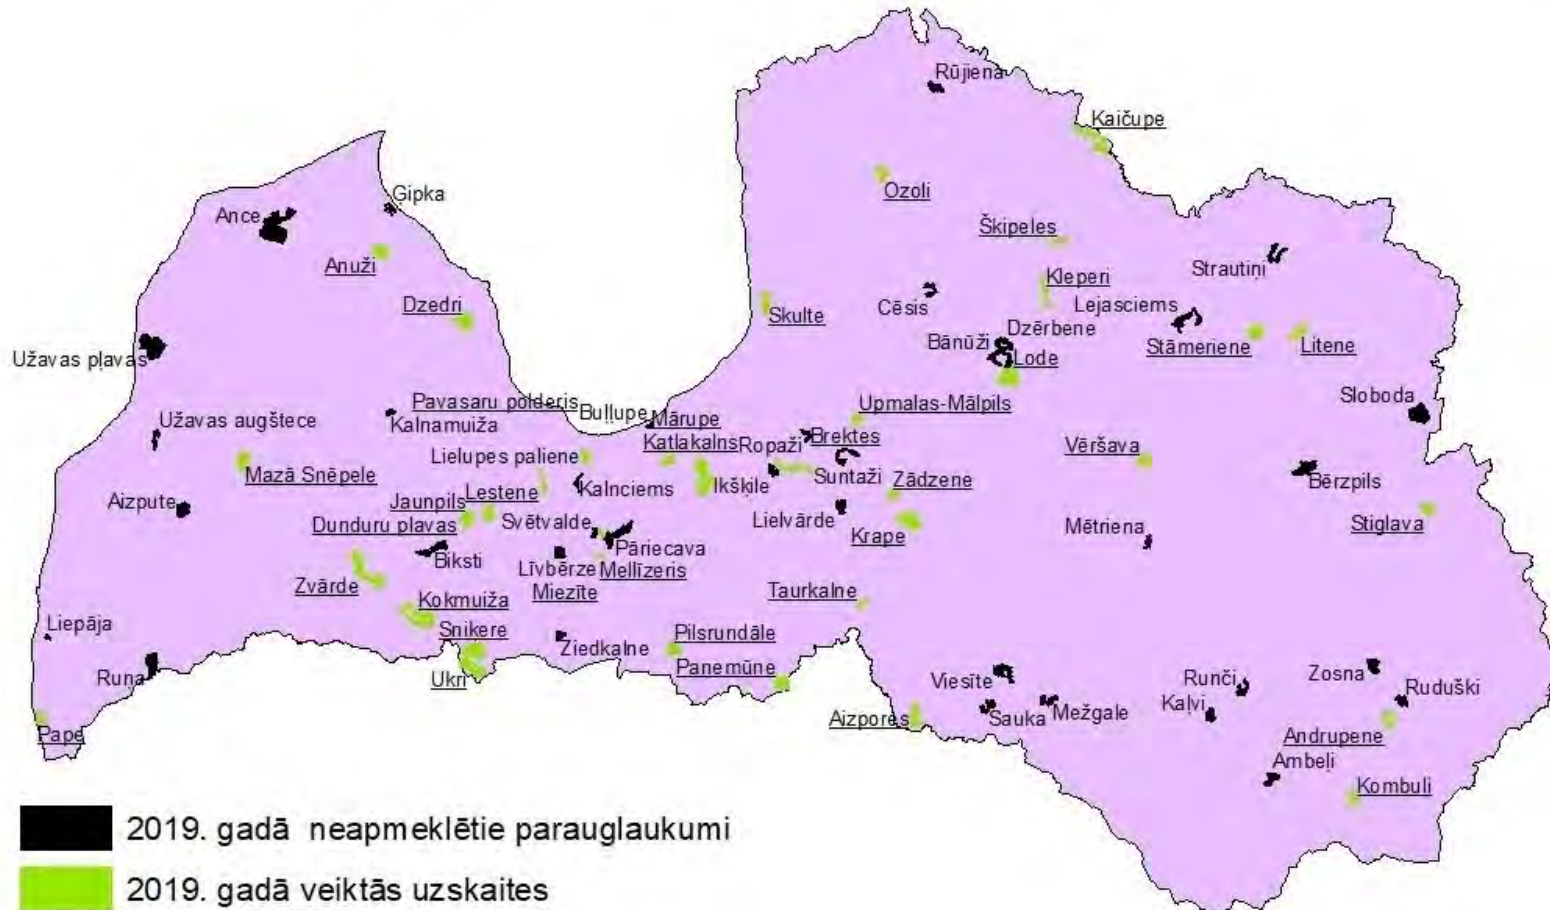 Rūjiena
Kaičupe
Ozoli
Ģipka
Ance
Škipeles
Anuži
Strautiņi
Kleperi
Dzedri
Cēsis
Lejasciems
Skulte
Dzērbene
Bānūži
Užavas pļavas
Lode
Stāmeriene
Litene
Pavasaru polderis
Buļļupe
Upmalas-Mālpils
Sloboda
Užavas augštece
Kalnamuiža
Mārupe
Katlakalns
Ropaži
Brektes
Vēršava
Lielupes paliene
Mazā Snēpele
Suntaži
Zādzene
Bērzpils
Kalnciems
Ikšķile
Jaunpils
Lestene
Aizpute
Lielvārde
Stiglava
Dunduru plavas
Svētvalde
Krape
Mētriena
Pāriecava
Biksti
Līvbērze
Mellīzeris
Zvārde
Miezīte
Taurkalne
Kokmuiža
Liepāja
Snikere
Ziedkalne
Pilsrundāle
Runa
Ukri
Panemūne
Viesīte
Runči
Zosna
Ruduški
Kaļvi
Pape
Aizpores
Sauka
Mežgale
Andrupene
Ambeļi
Kombuli
2019. gadā neapmeklētie parauglaukumi
2019. gadā veiktās uzskaites